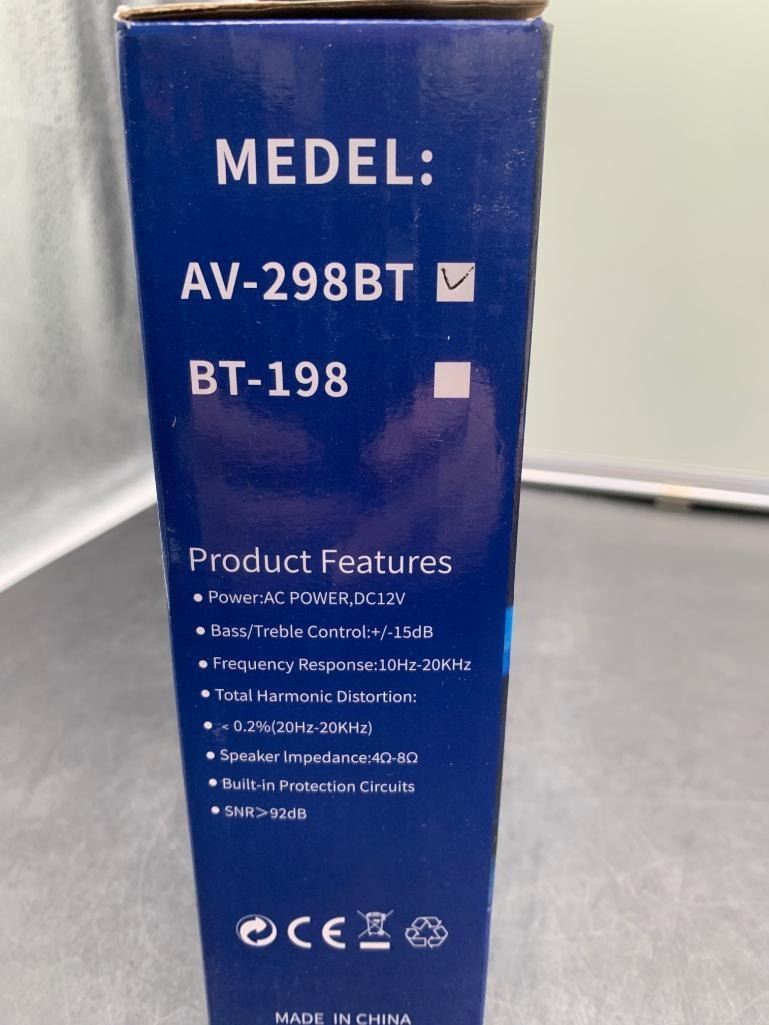 MEDEL:
AV-298BT
BT-198
Product Features
• Power:AC POWER,DC12V
• Bass/Treble Control:+/-15dB
• Frequency Response:10Hz-20KHz
• Total Harmonic Distortion:
• < 0.2%(20Hz-20KHz)
• Speaker Impedance:4Ω-8Ω
• Built-in Protection Circuits
• SNR>92dB
CE
MADE IN CHINA